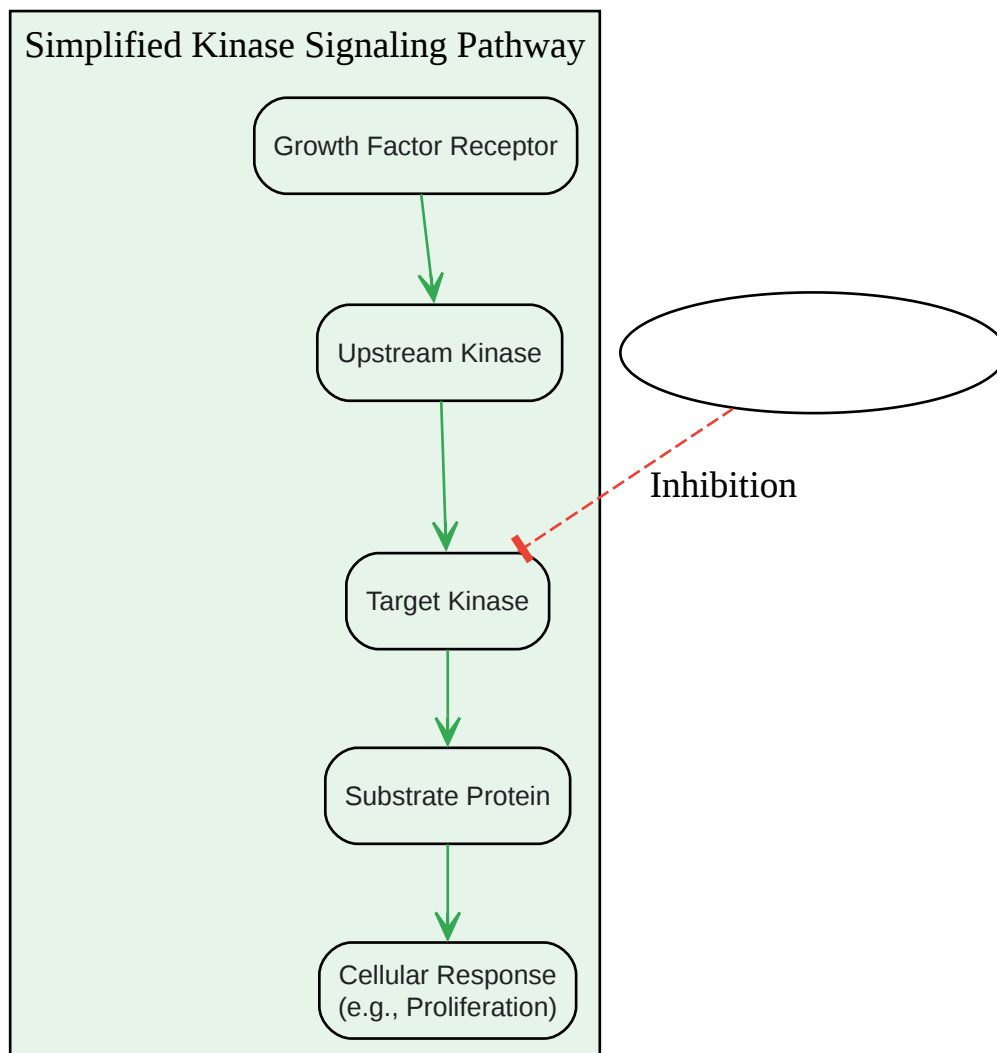 Simplified Kinase Signaling Pathway
Growth Factor Receptor
Upstream Kinase
Inhibition
Target Kinase
Substrate Protein
Cellular Response
(e.g., Proliferation)